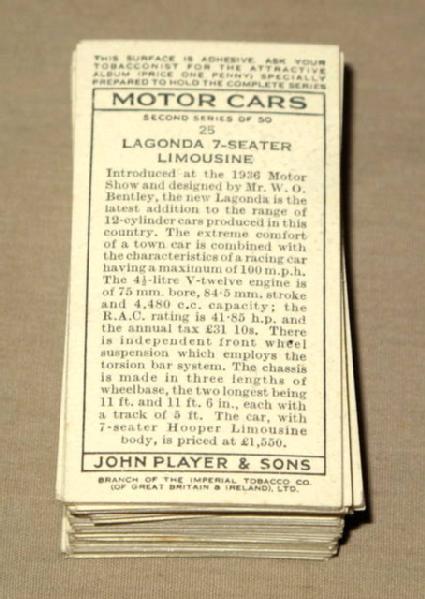 THIS SURFACE IS ADHESIVE. ASK YOUR
TOBACCONIST FOR THE ATTRACTIVE
ALBUM (PRICE ONE PENNY) SPECIALLY
PREPARED TO HOLD THE COMPLETE SERIES
MOTOR CARS
SECOND SERIES OF 50
25
LAGONDA 7-SEATER
LIMOUSINE
Introduced at the 1936 Motor
Show and designed by Mr. W. O.
Bentley, the new Lagonda is the
latest addition to the range of
12-cylinder cars produced in this
country. The extreme comfort
of a town car is combined with
the characteristics of a racing car
having a maximum of 100 m.p.h.
The 4½-litre V-twelve engine is
of 75 mm. bore, 84·5 mm. stroke
and 4,480 c.c. capacity; the
R.A.C. rating is 41·85 h.p. and
the annual tax £31 10s. There
is independent front wheel
suspension which employs the
torsion bar system. The chassis
is made in three lengths of
wheelbase, the two longest being
11 ft. and 11 ft. 6 in., each with
a track of 5 ft. The car, with
7-seater Hooper Limousine
body, is priced at £1,550.
JOHN PLAYER & SONS
BRANCH OF THE IMPERIAL TOBACCO CO.
(OF GREAT BRITAIN & IRELAND), LTD.